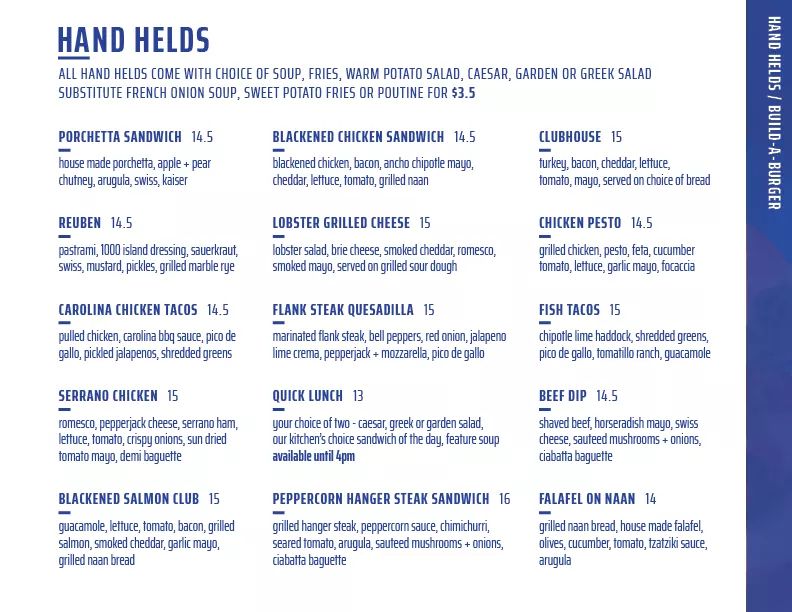 HAND HELDS
ALL HAND HELDS COME WITH CHOICE OF SOUP, FRIES, WARM POTATO SALAD, CAESAR, GARDEN OR GREEK SALAD
SUBSTITUTE FRENCH ONION SOUP, SWEET POTATO FRIES OR POUTINE FOR $3.5
PORCHETTA SANDWICH 14.5
house made porchetta, apple + pear
chutney, arugula, swiss, kaiser
REUBEN 14.5
pastrami, 1000 island dressing, sauerkraut,
swiss, mustard, pickles, grilled marble rye
CAROLINA CHICKEN TACOS 14.5
pulled chicken, carolina bbq sauce, pico de
gallo, pickled jalapenos, shredded greens
SERRANO CHICKEN 15
romesco, pepperjack cheese, serrano ham,
lettuce, tomato, crispy onions, sun dried
tomato mayo, demi baguette
BLACKENED SALMON CLUB 15
guacamole, lettuce, tomato, bacon, grilled
salmon, smoked cheddar, garlic mayo,
grilled naan bread
BLACKENED CHICKEN SANDWICH 14.5
blackened chicken, bacon, ancho chipotle mayo,
cheddar, lettuce, tomato, grilled naan
LOBSTER GRILLED CHEESE 15
lobster salad, brie cheese, smoked cheddar, romesco,
smoked mayo, served on grilled sour dough
FLANK STEAK QUESADILLA 15
marinated flank steak, bell peppers, red onion, jalapeno
lime crema, pepperjack + mozzarella, pico de gallo
QUICK LUNCH 13
your choice of two - caesar, greek or garden salad,
our kitchen's choice sandwich of the day, feature soup
available until 4pm
PEPPERCORN HANGER STEAK SANDWICH 16
grilled hanger steak, peppercorn sauce, chimichurri,
seared tomato, arugula, sauteed mushrooms + onions,
ciabatta baguette
CLUBHOUSE 15
turkey, bacon, cheddar, lettuce,
tomato, mayo, served on choice of bread
CHICKEN PESTO 14.5
grilled chicken, pesto, feta, cucumber
tomato, lettuce, garlic mayo, focaccia
FISH TACOS 15
chipotle lime haddock, shredded greens,
pico de gallo, tomatillo ranch, guacamole
BEEF DIP 14.5
shaved beef, horseradish mayo, swiss
cheese, sauteed mushrooms + onions,
ciabatta baguette
FALAFEL ON NAAN 14
grilled naan bread, house made falafel,
olives, cucumber, tomato, tzatziki sauce,
arugula
HAND HELDS / BUILD-A-BURGER